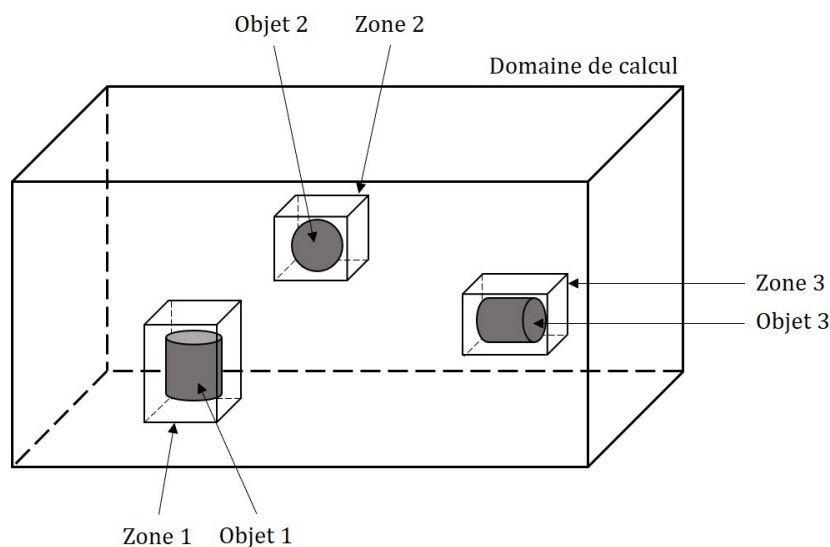 Objet 2
Zone 2
Domaine de calcul
Zone 3
Objet 3
Zone 1
Objet 1